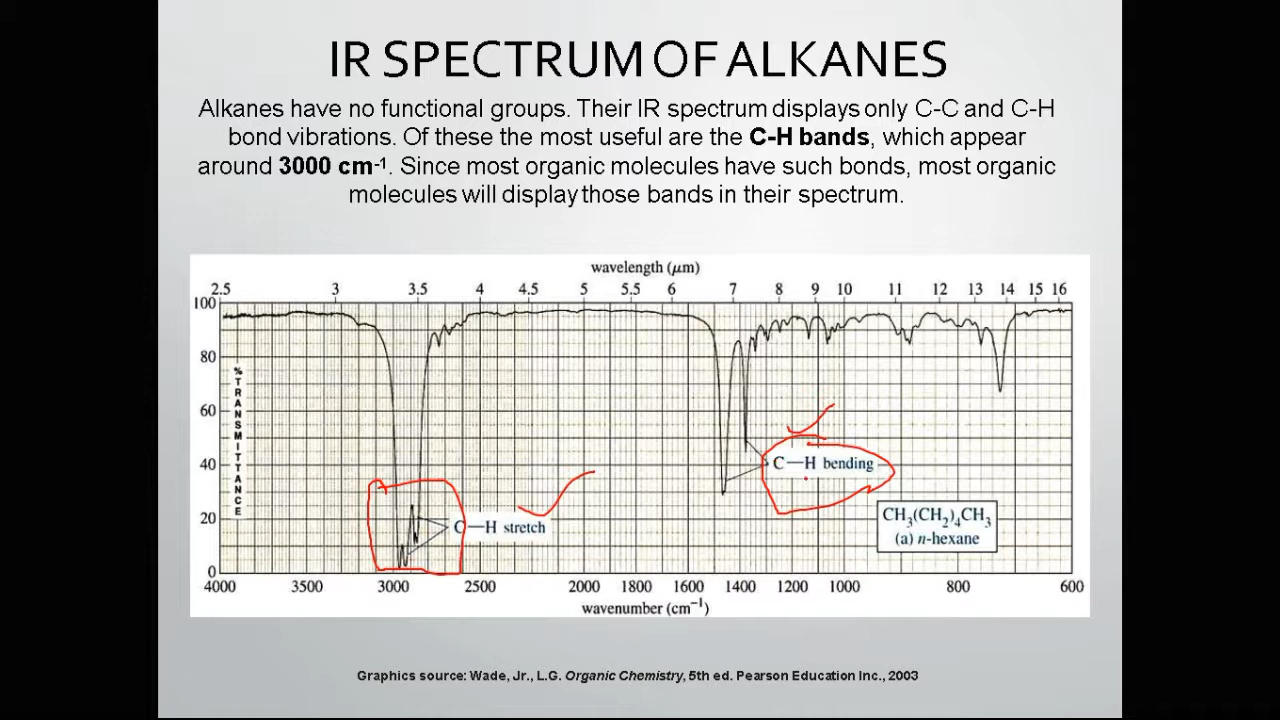 IR SPECTRUM OF ALKANES
Alkanes have no functional groups. Their IR spectrum displays only C-C and C-H
bond vibrations. Of these the most useful are the C-H bands, which appear
around 3000 cm-1. Since most organic molecules have such bonds, most organic
molecules will display those bands in their spectrum.
wavelength (μm)
2.5 3 3.5 4 4.5 5 5.5 6 7 8 9 10 11 12 13 14 15 16
100
80
60
40
20
0
%TRANSMITTANCE
C—H bending
C—H stretch
CH3(CH2)4CH3
(a) n-hexane
4000 3500 3000 2500 2000 1800 1600 1400 1200 1000 800 600
wavenumber (cm-1)
Graphics source: Wade, Jr., L.G. Organic Chemistry, 5th ed. Pearson Education Inc., 2003